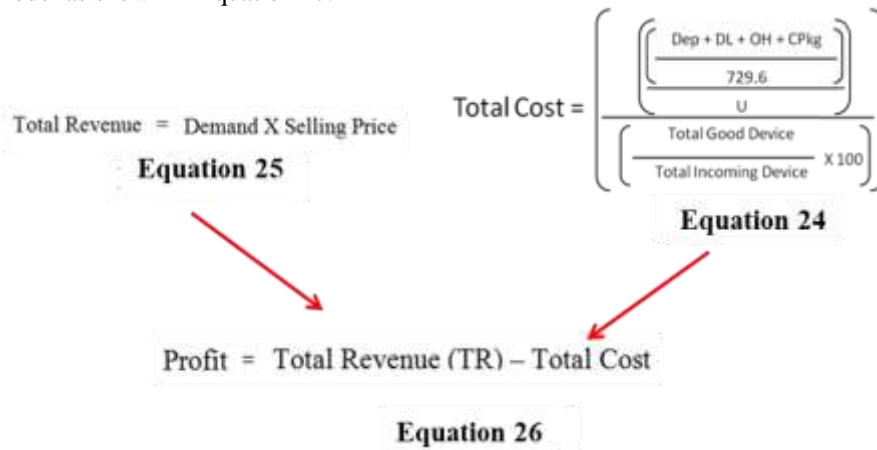 Total Revenue = Demand X Selling Price
Equation 25
Total Cost =
Dep + DL + OH + CPkg
729.6
U
Total Good Device
Total Incoming Device
X 100
Equation 24
Profit = Total Revenue (TR) – Total Cost
Equation 26